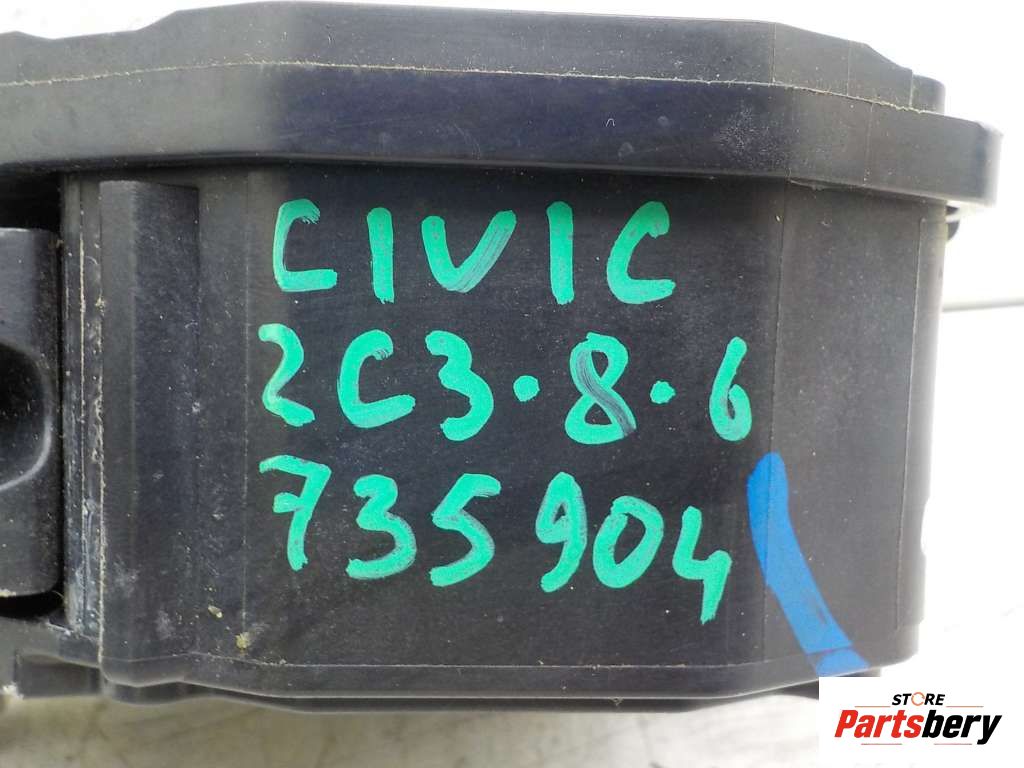 CIVIC
2C3.8.6
735904
STORE
Partsbery